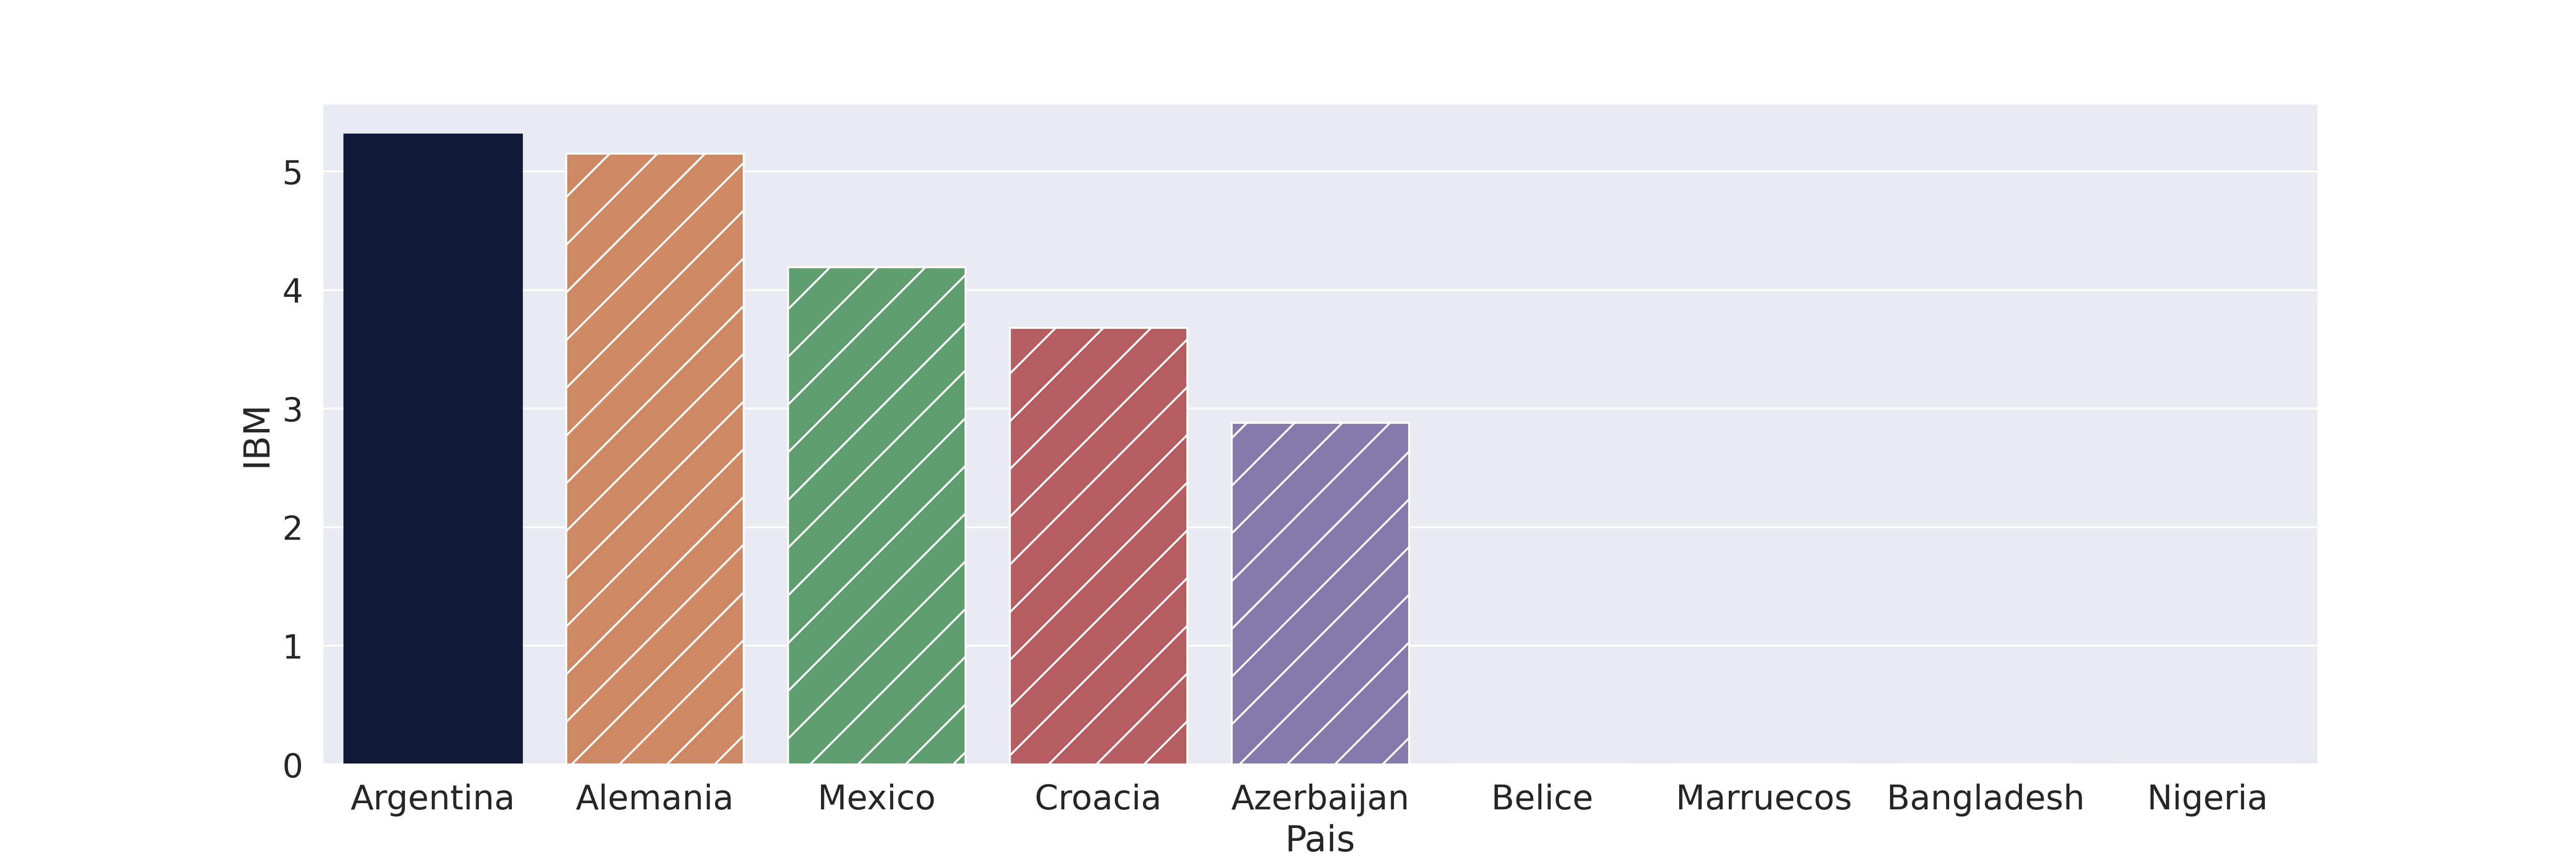 IBM
5
4
3
2
1
0
Argentina Alemania Mexico Croacia Azerbaijan Belice Marruecos Bangladesh Nigeria
Pais